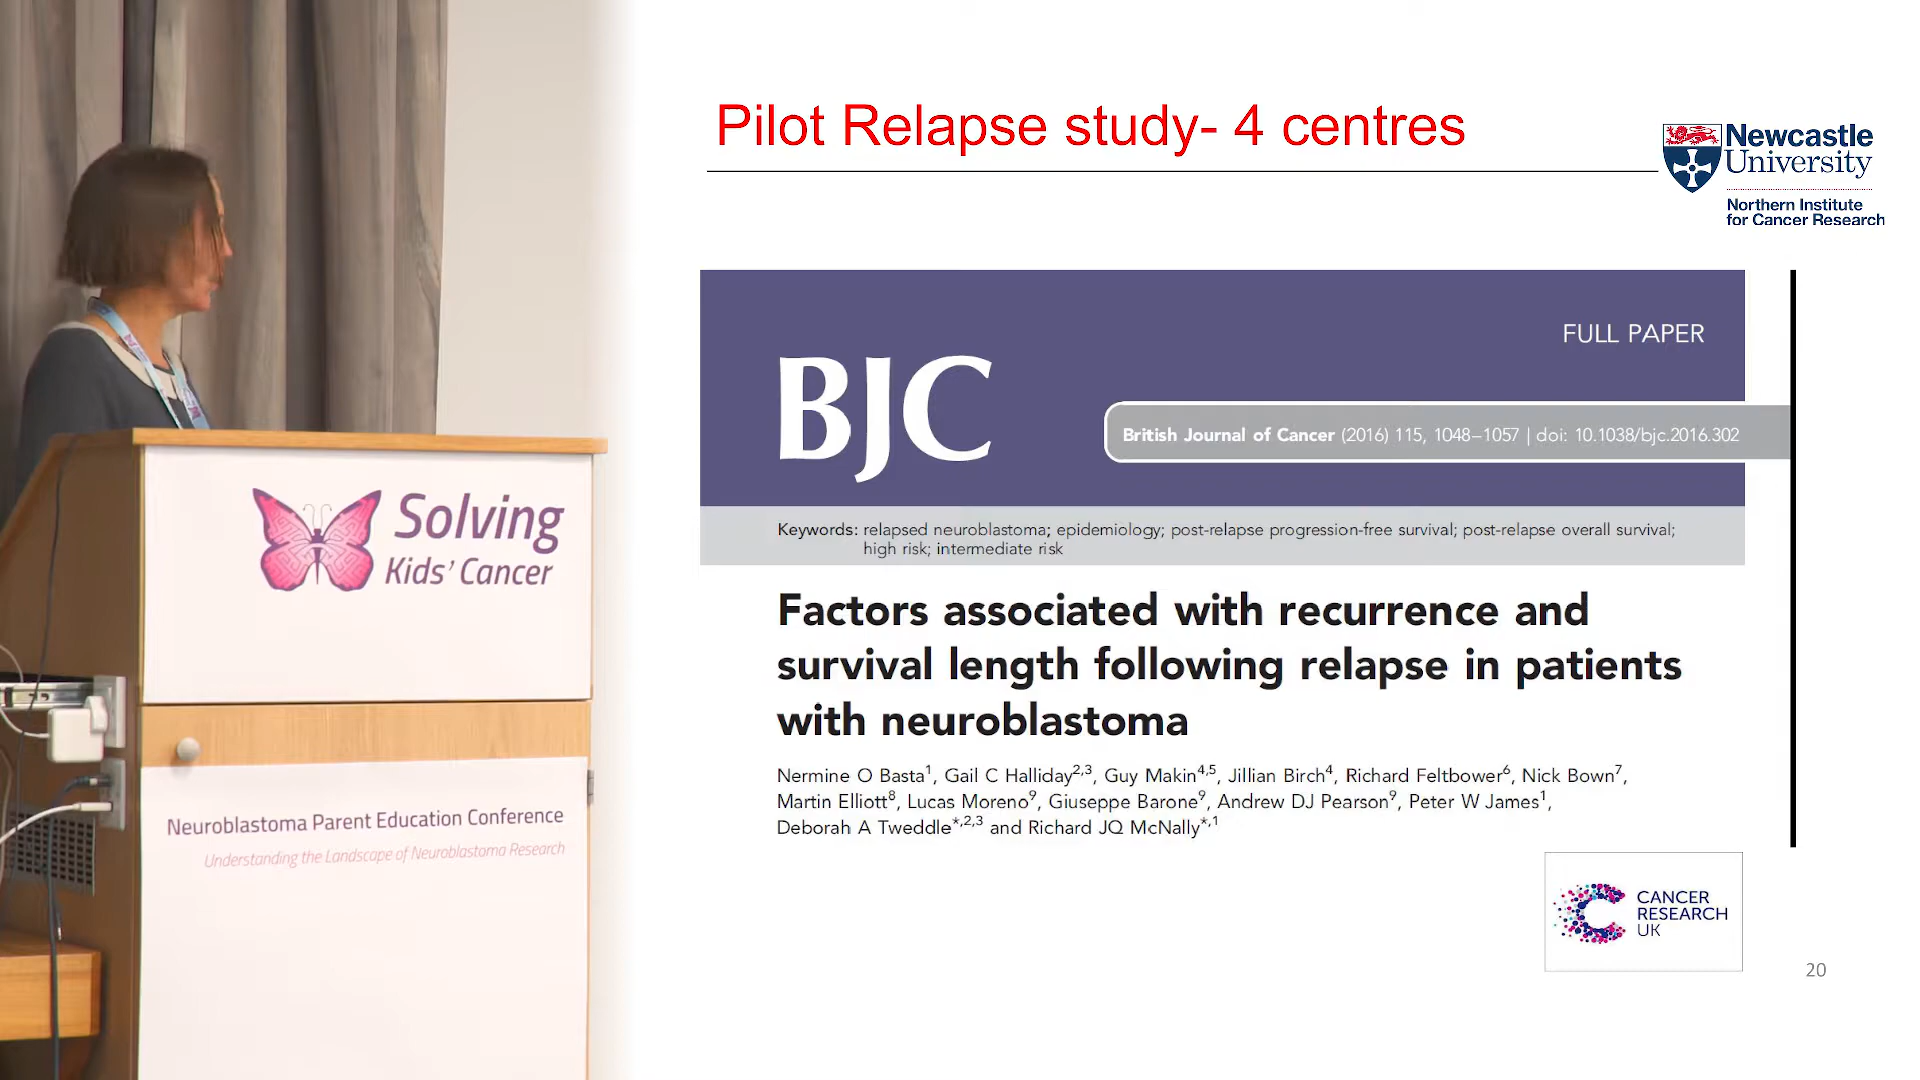 Pilot Relapse study- 4 centres
Newcastle
University
Northern Institute
for Cancer Research
FULL PAPER
BJC
British Journal of Cancer (2016) 115, 1048–1057 | doi: 10.1038/bjc.2016.302
Keywords: relapsed neuroblastoma; epidemiology; post-relapse progression-free survival; post-relapse overall survival;
high risk; intermediate risk
Factors associated with recurrence and
survival length following relapse in patients
with neuroblastoma
Nermine O Basta1, Gail C Halliday2,3, Guy Makin4,5, Jillian Birch4, Richard Feltbower6, Nick Bown7,
Martin Elliott8, Lucas Moreno9, Giuseppe Barone9, Andrew DJ Pearson9, Peter W James1,
Deborah A Tweddle*,2,3 and Richard JQ McNally*,1
CANCER
RESEARCH
UK
20
Solving
Kids' Cancer
Neuroblastoma Parent Education Conference
Understanding the Landscape of Neuroblastoma Research